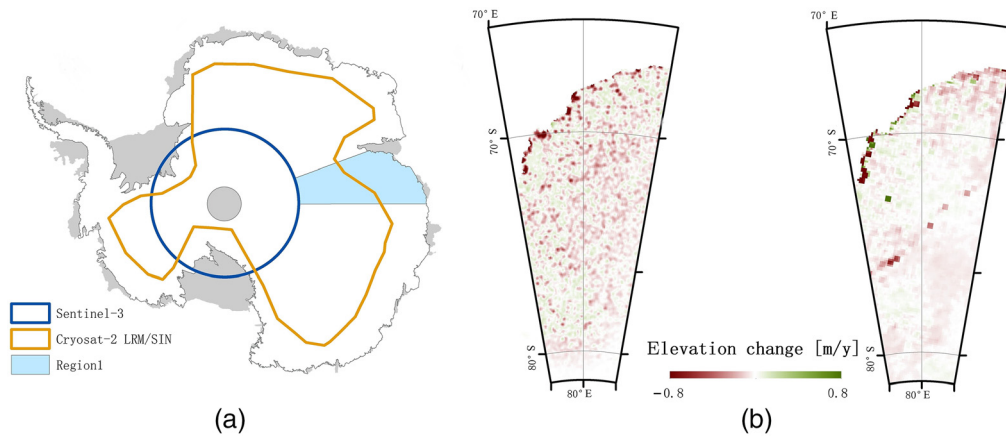 Sentinel-3
Cryosat-2 LRM/SIN
Region1
(a)
70° E
70° S
80° S
80° E
70° E
70° S
80° S
80° E
Elevation change [m/y]
-0.8 0.8
(b)